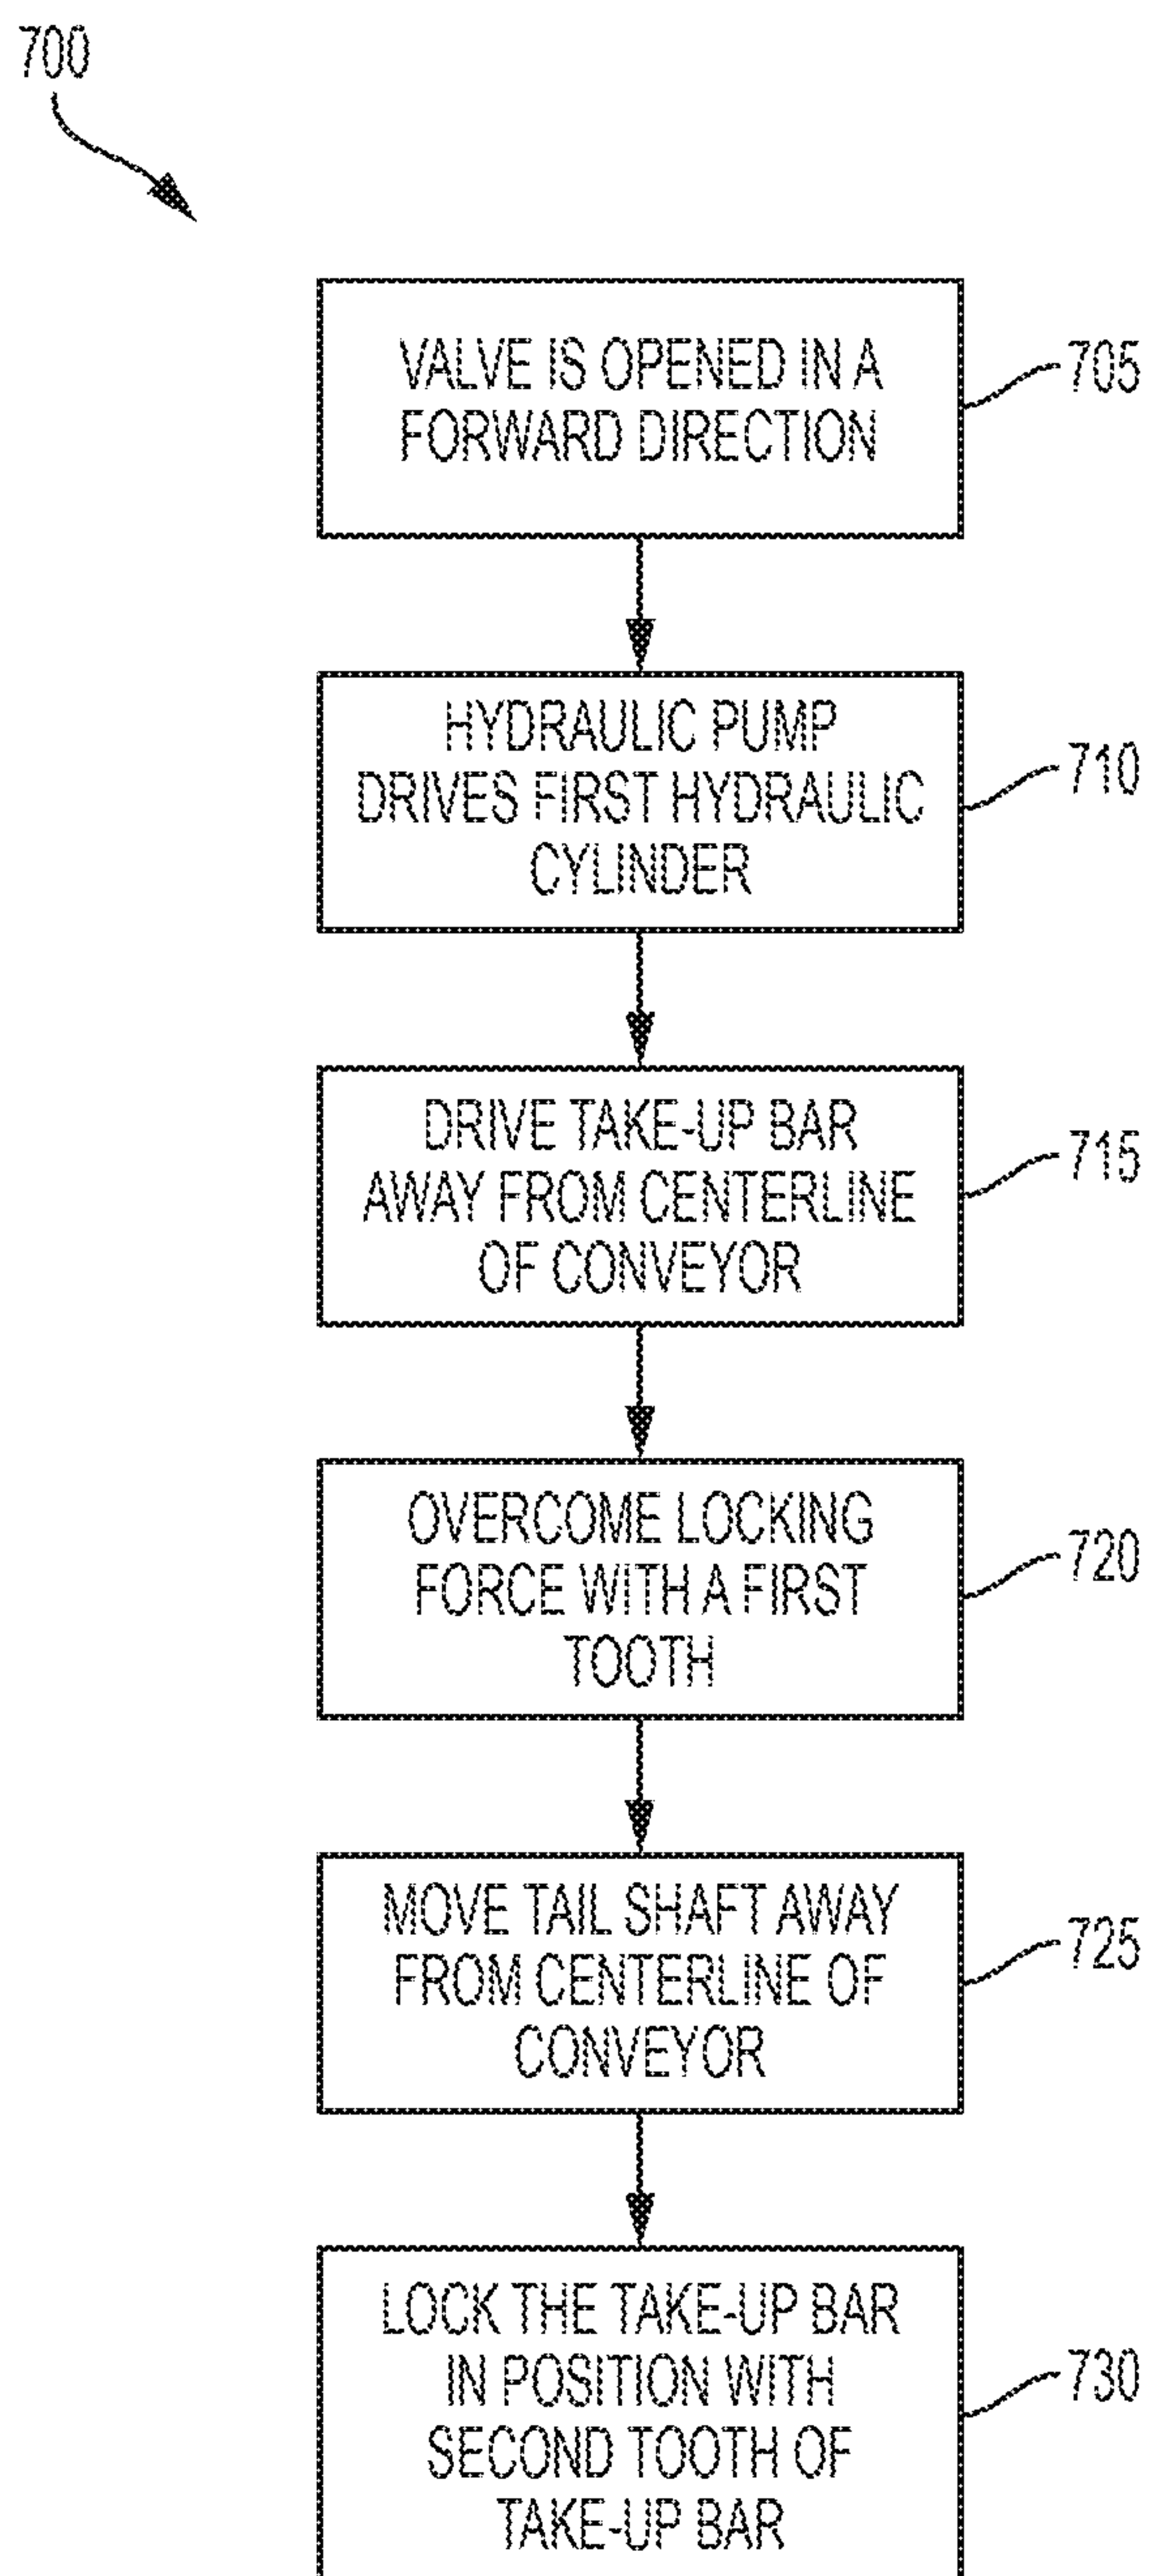 700
VALVE IS OPENED IN A
FORWARD DIRECTION
705
HYDRAULIC PUMP
DRIVES FIRST HYDRAULIC
CYLINDER
710
DRIVE TAKE-UP BAR
AWAY FROM CENTERLINE
OF CONVEYOR
715
OVERCOME LOCKING
FORCE WITH A FIRST
TOOTH
720
MOVE TAIL SHAFT AWAY
FROM CENTERLINE OF
CONVEYOR
725
LOCK THE TAKE-UP BAR
IN POSITION WITH
SECOND TOOTH OF
TAKE-UP BAR
730